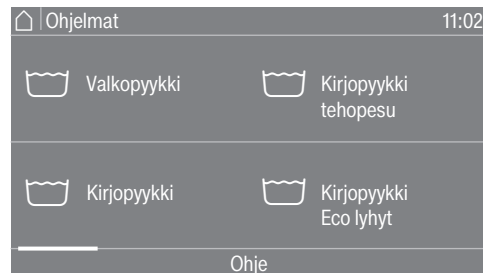 Ohjelmat 11:02
Valkopyykki
Kirjopyykki
tehopesu
Kirjopyykki
Kirjopyykki
Eco lyhyt
Ohje